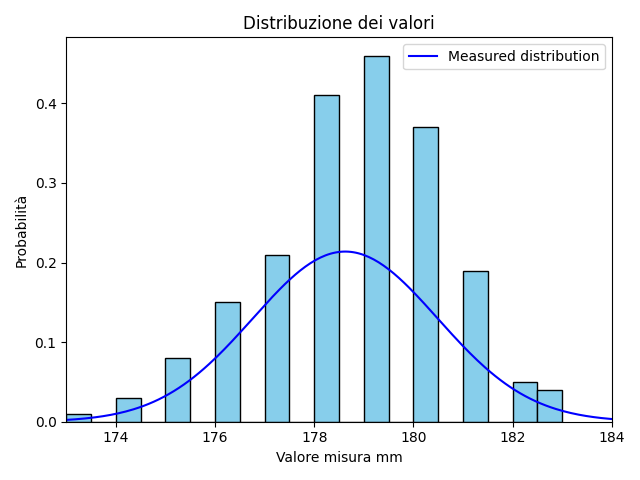 Distribuzione dei valori
Measured distribution
0.4
0.3
0.2
0.1
0.0
Probabilità
174 176 178 180 182 184
Valore misura mm